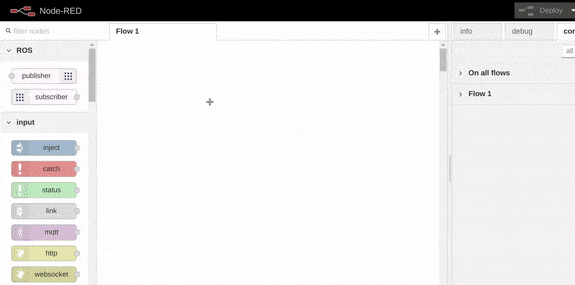 Node-RED
Deploy
filter nodes
Flow 1
info
debug
all
ROS
publisher
subscriber
On all flows
Flow 1
input
inject
catch
status
link
mqtt
http
websocket